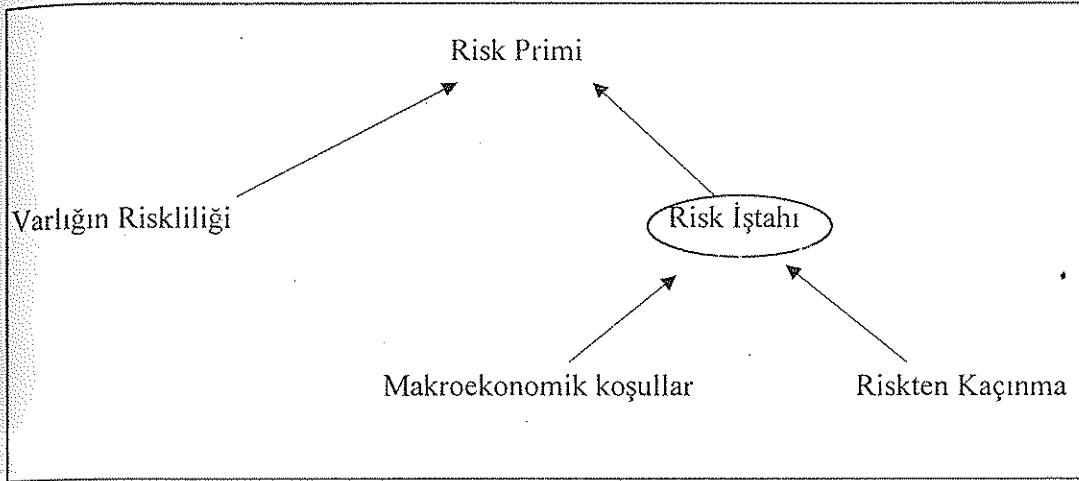 Risk Primi
Varlığın Riskliliği
Risk İştahı
Makroekonomik koşullar
Riskten Kaçınma